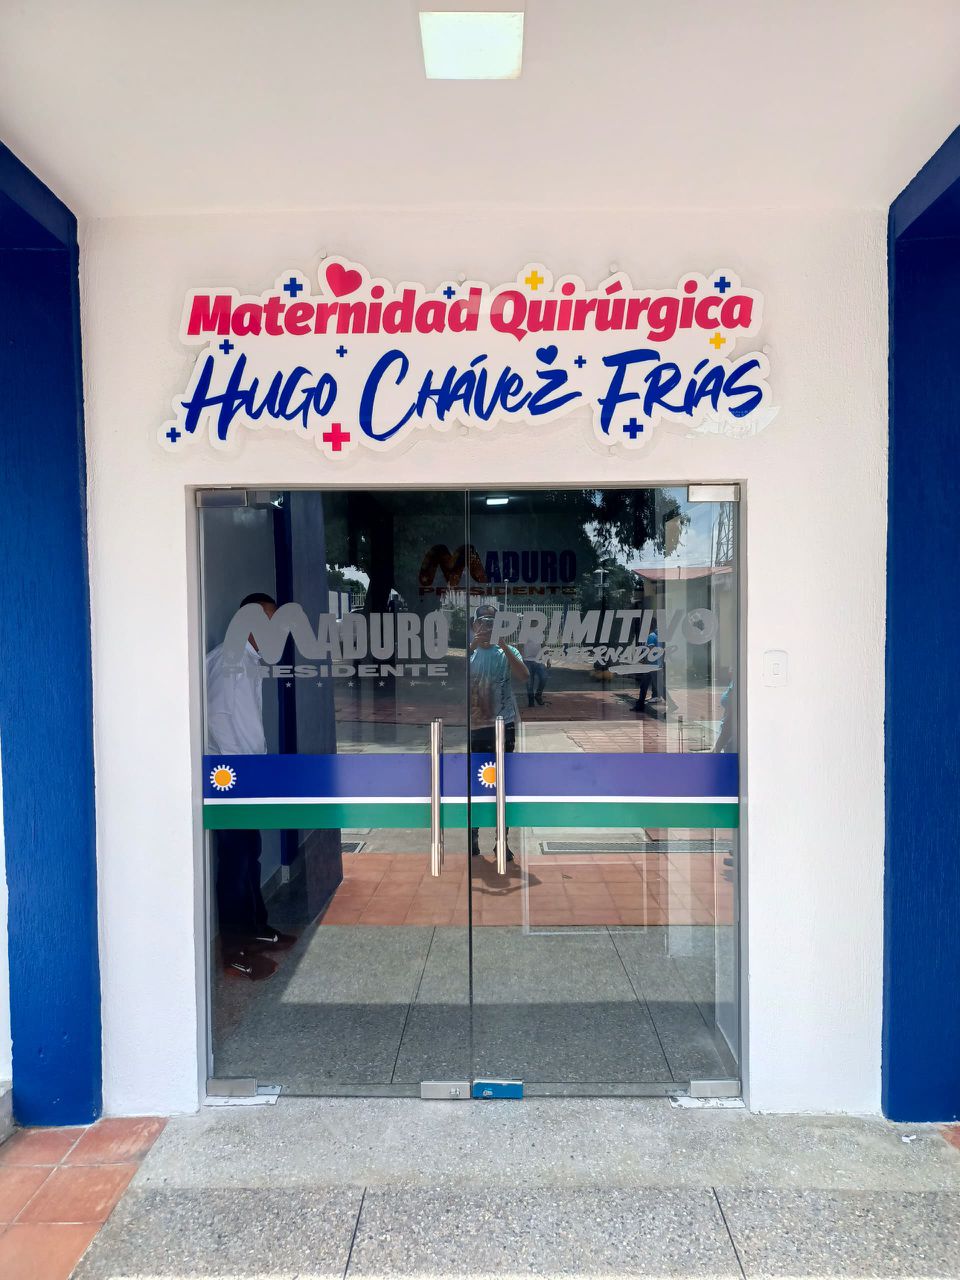 Maternidad Quirúrgica
HUGO CHÁVEZ FRÍAS
MADURO
PRESIDENTE
MADURO
PRESIDENTE
PRIMITIVO
GOBERNADOR